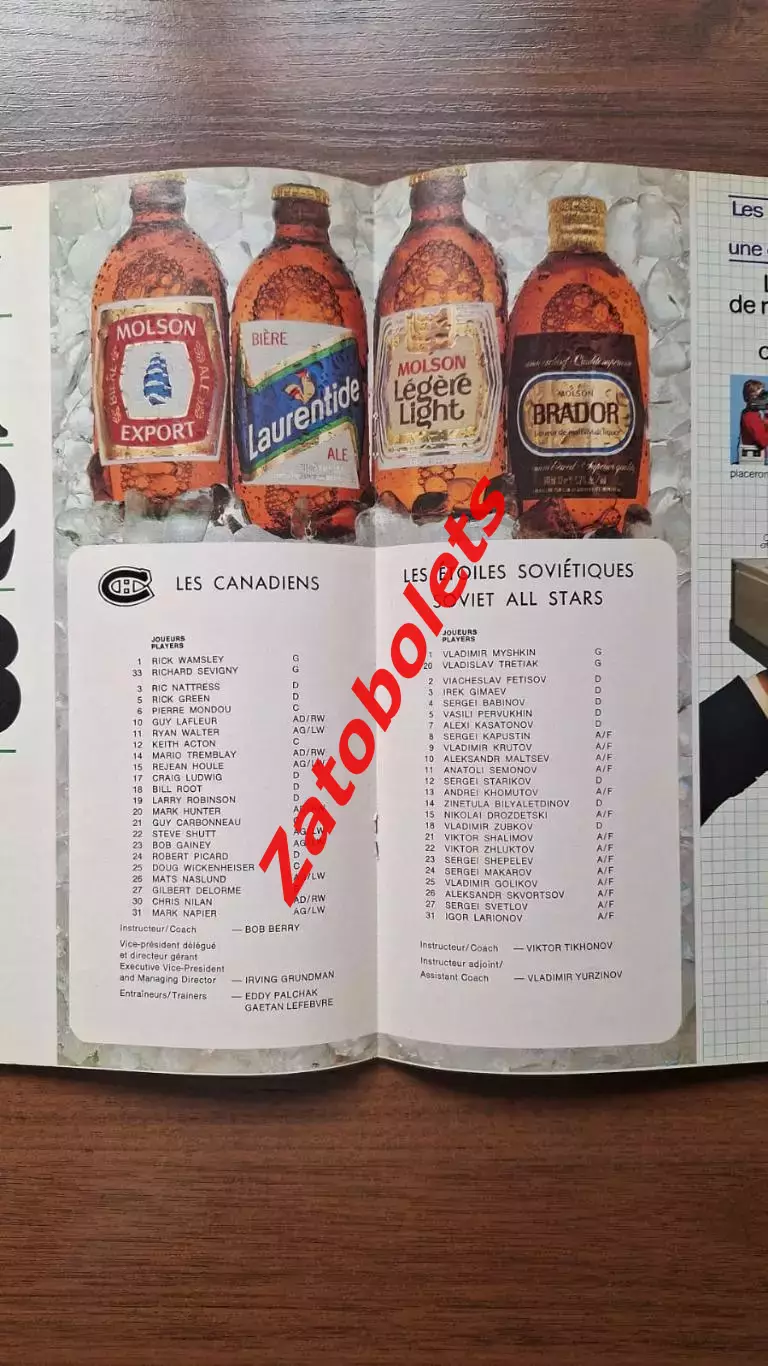 MOLSON
BIÈRE
ALE
EXPORT
BIÈRE
Laurentide
ALE
MOLSON
Légère
Light
MOLSON
BRADOR
Les
une
de
placeron
LES CANADIENS
JOUEURS
PLAYERS
1 RICK WAMSLEY G
33 RICHARD SEVIGNY G
3 RIC NATTRESS D
5 RICK GREEN D
6 PIERRE MONDOU C
10 GUY LAFLEUR AD/RW
11 RYAN WALTER AG/LW
12 KEITH ACTON C
14 MARIO TREMBLAY AD/RW
15 REJEAN HOULE AG/LW
17 CRAIG LUDWIG D
18 BILL ROOT D
19 LARRY ROBINSON D
20 MARK HUNTER
21 GUY CARBONNEAU
22 STEVE SHUTT AG/LW
23 BOB GAINEY AG/LW
24 ROBERT PICARD D
25 DOUG WICKENHEISER C
26 MATS NASLUND AG/LW
27 GILBERT DELORME
30 CHRIS NILAN AD/RW
31 MARK NAPIER AG/LW
Instructeur/Coach — BOB BERRY
Vice-président délégué
et directeur gérant
Executive Vice-President
and Managing Director — IRVING GRUNDMAN
Entraîneurs/Trainers — EDDY PALCHAK
GAETAN LEFEBVRE
LES ÉTOILES SOVIÉTIQUES
SOVIET ALL STARS
JOUEURS
PLAYERS
1 VLADIMIR MYSHKIN G
20 VLADISLAV TRETIAK G
2 VIACHESLAV FETISOV D
3 IREK GIMAEV D
4 SERGEI BABINOV D
5 VASILI PERVUKHIN D
7 ALEXI KASATONOV D
8 SERGEI KAPUSTIN A/F
9 VLADIMIR KRUTOV A/F
10 ALEKSANDR MALTSEV A/F
11 ANATOLI SEMONOV A/F
12 SERGEI STARIKOV D
13 ANDREI KHOMUTOV A/F
14 ZINETULA BILYALETDINOV D
15 NIKOLAI DROZDETSKI A/F
18 VLADIMIR ZUBKOV D
21 VIKTOR SHALIMOV A/F
22 VIKTOR ZHLUKTOV A/F
23 SERGEI SHEPELEV A/F
24 SERGEI MAKAROV A/F
25 VLADIMIR GOLIKOV A/F
26 ALEKSANDR SKVORTSOV A/F
27 SERGEI SVETLOV A/F
31 IGOR LARIONOV A/F
Instructeur/Coach — VIKTOR TIKHONOV
Instructeur adjoint/
Assistant Coach — VLADIMIR YURZINOV
Zatobolets